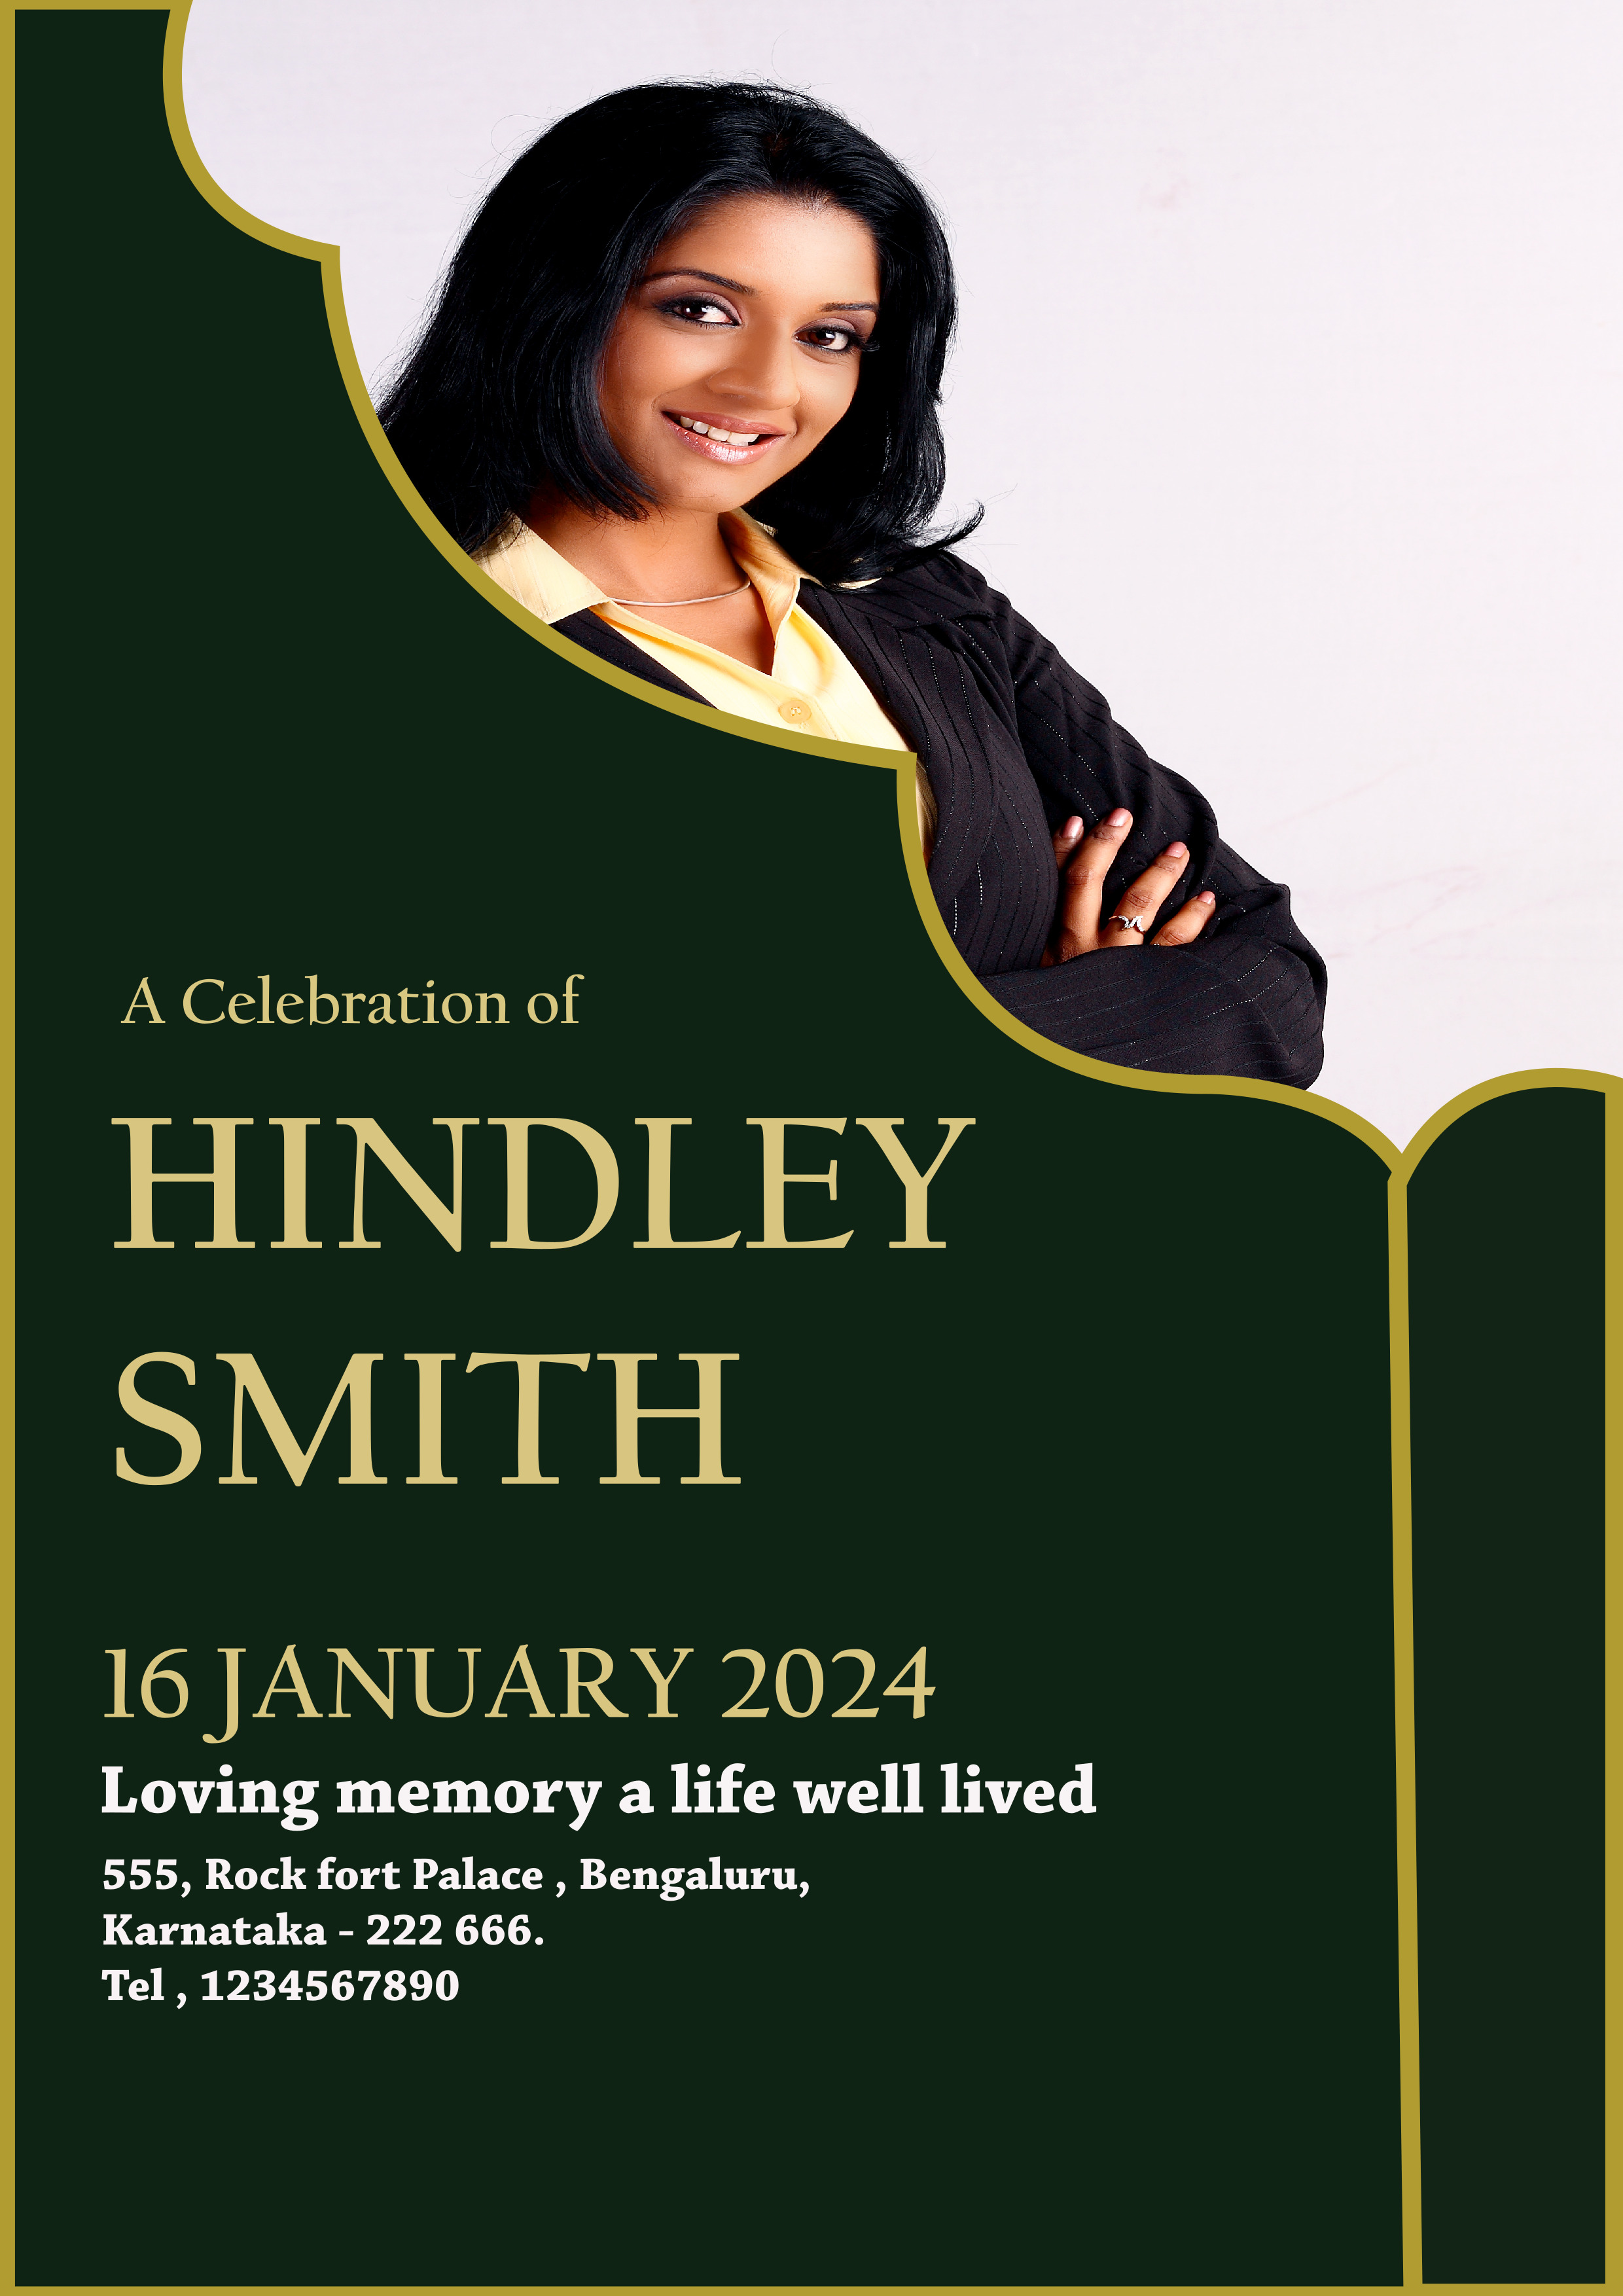 A Celebration of
HINDLEY
SMITH
16 JANUARY 2024
Loving memory a life well lived
555, Rock fort Palace , Bengaluru,
Karnataka - 222 666.
Tel , 1234567890